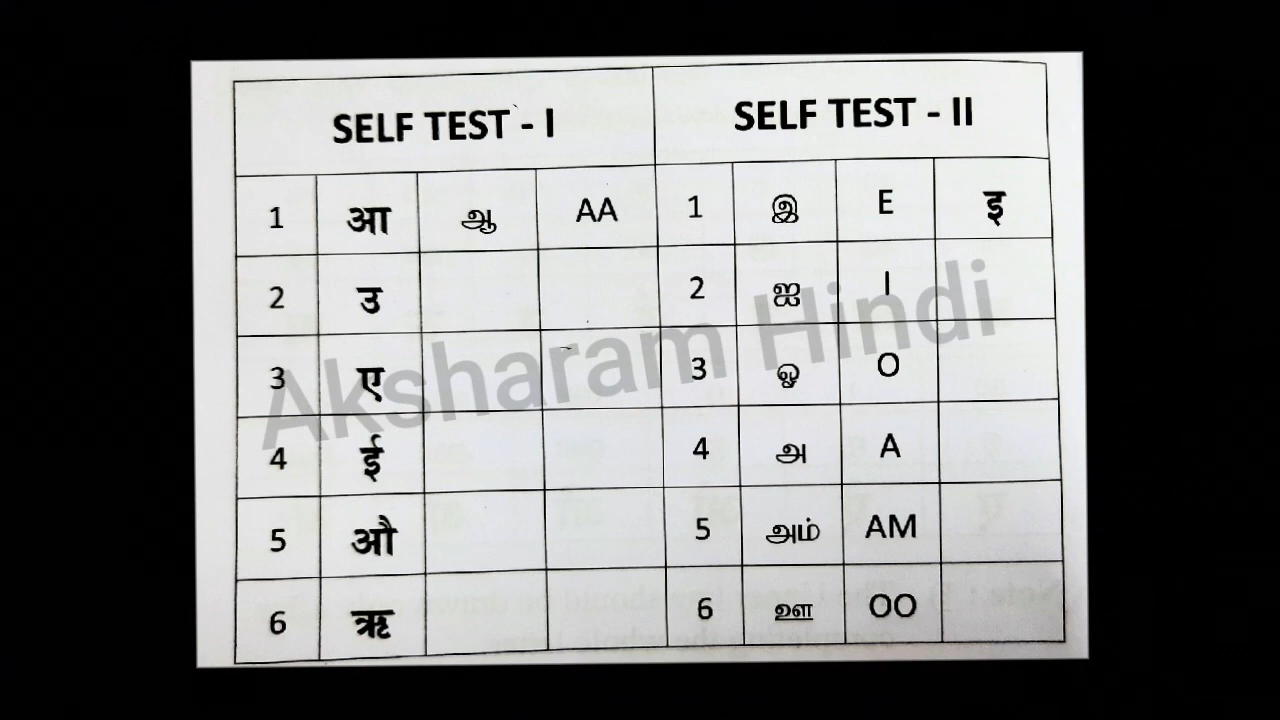 SELF TEST - I SELF TEST - II
1 आ ஆ AA 1 இ E इ
2 उ 2 ஐ I
3 ए 3 ஓ O
4 ई 4 அ A
5 औ 5 அம் AM
6 ऋ 6 ஊ OO
Aksharam Hindi